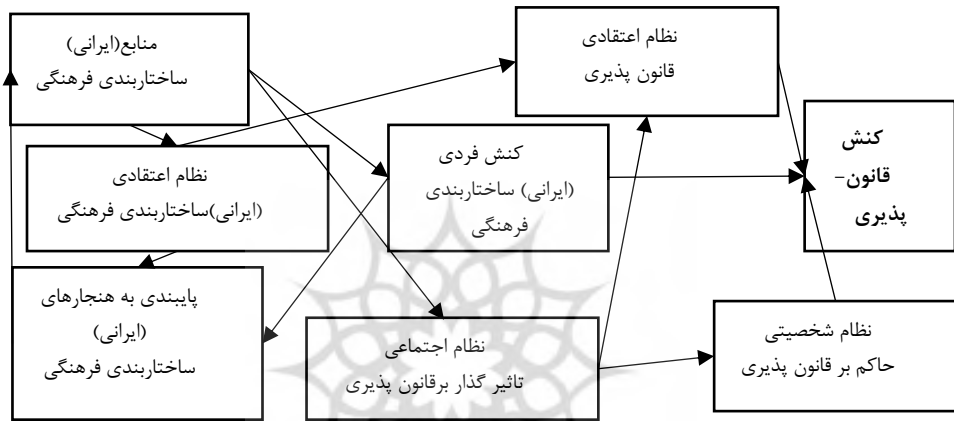 منابع(ایرانی)
ساختاربندی فرهنگی
نظام اعتقادی
قانون پذیری
کنش
قانون-
پذیری
کنش فردی
(ایرانی) ساختاربندی
فرهنگی
نظام اعتقادی
(ایرانی)ساختاربندی فرهنگی
پایبندی به هنجارهای
(ایرانی)
ساختاربندی فرهنگی
نظام اجتماعی
تاثیر گذار برقانون پذیری
نظام شخصیتی
حاکم بر قانون پذیری